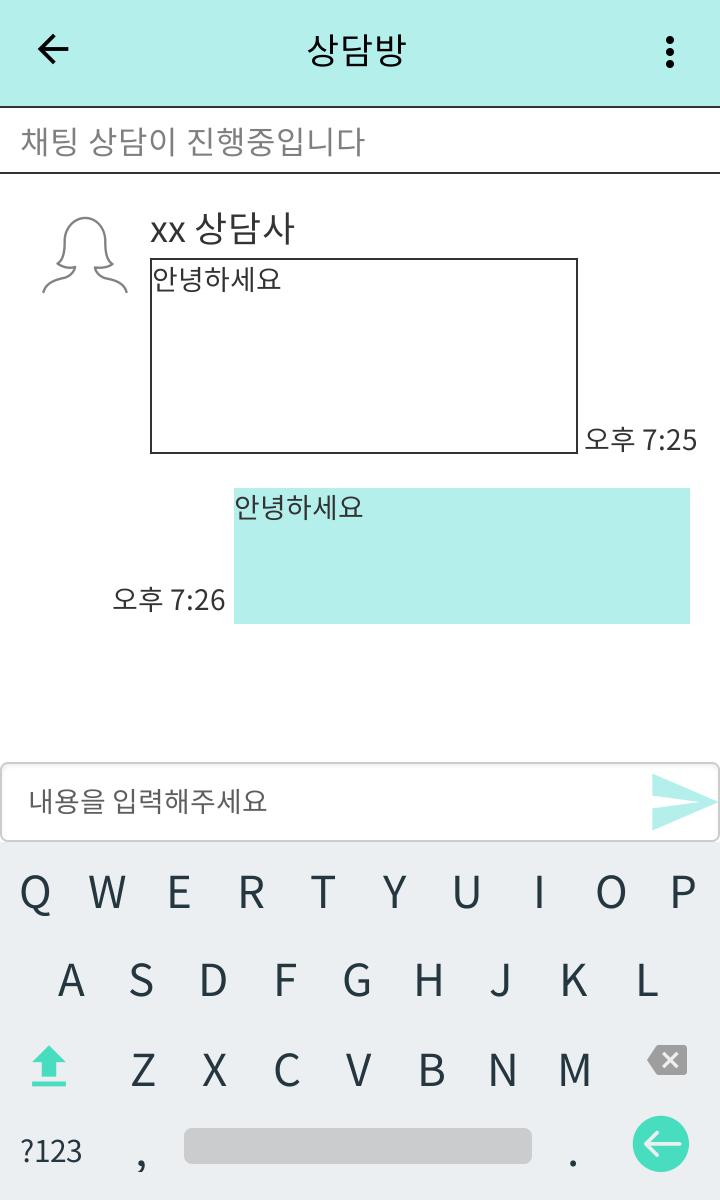 상담방
채팅 상담이 진행중입니다
xx 상담사
안녕하세요
오후 7:25
안녕하세요
오후 7:26
내용을 입력해주세요
Q W E R T Y U I O P
A S D F G H J K L
Z X C V B N M
?123 , .